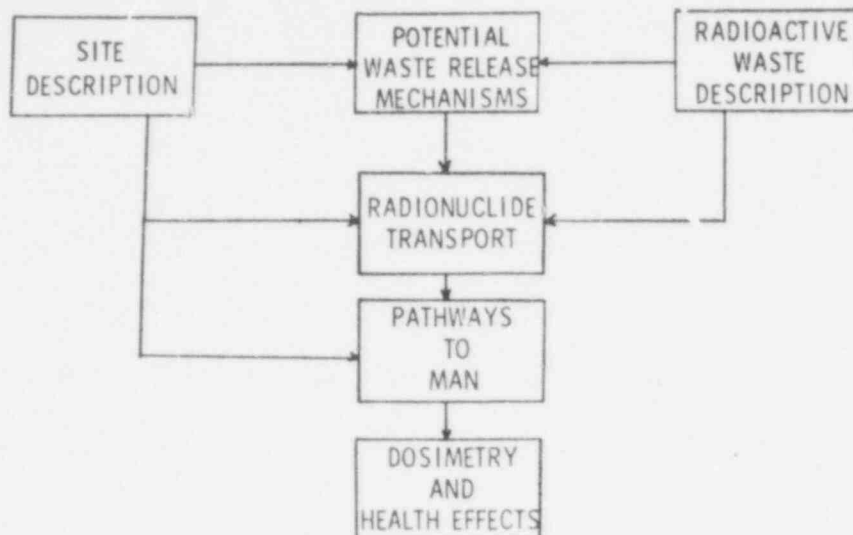 SITE
DESCRIPTION
POTENTIAL
WASTE RELEASE
MECHANISMS
RADIOACTIVE
WASTE
DESCRIPTION
RADIONUCLIDE
TRANSPORT
PATHWAYS
TO
MAN
DOSIMETRY
AND
HEALTH EFFECTS